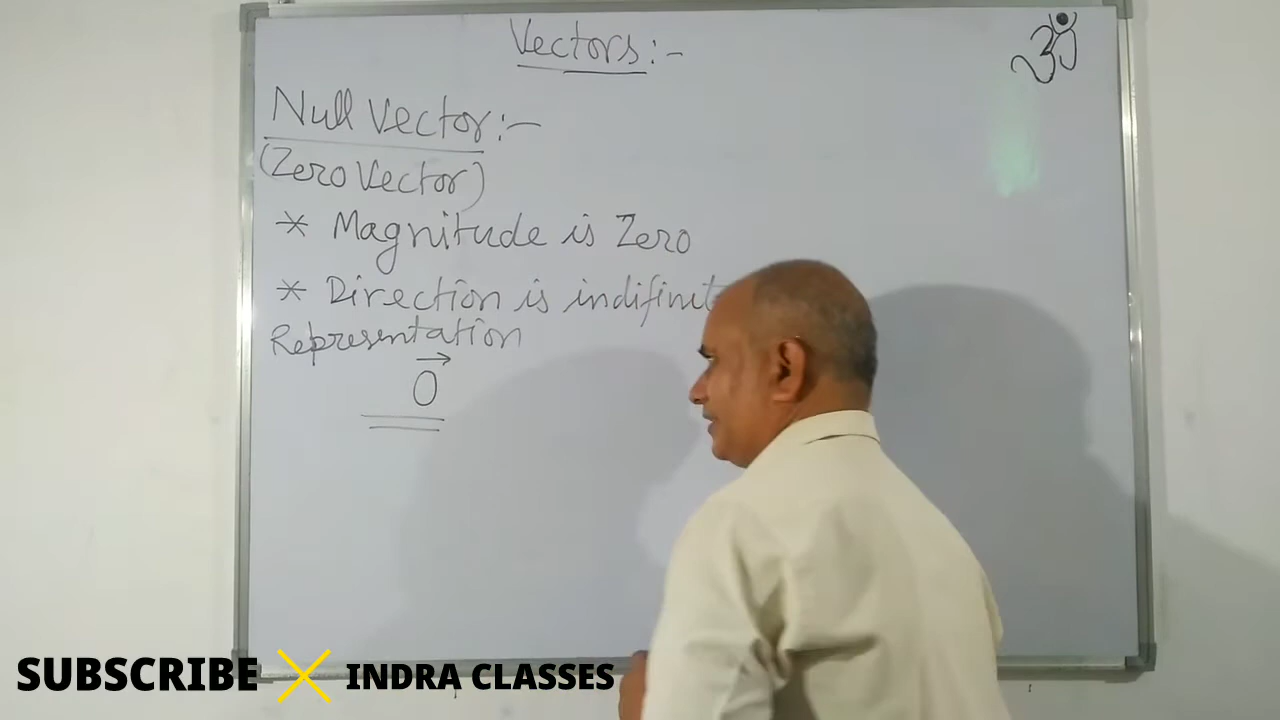 Vectors:-
ॐ
Null Vector:-
(Zero Vector)
* Magnitude is Zero
* Direction is indifinit
Representation
→
0
SUBSCRIBE INDRA CLASSES